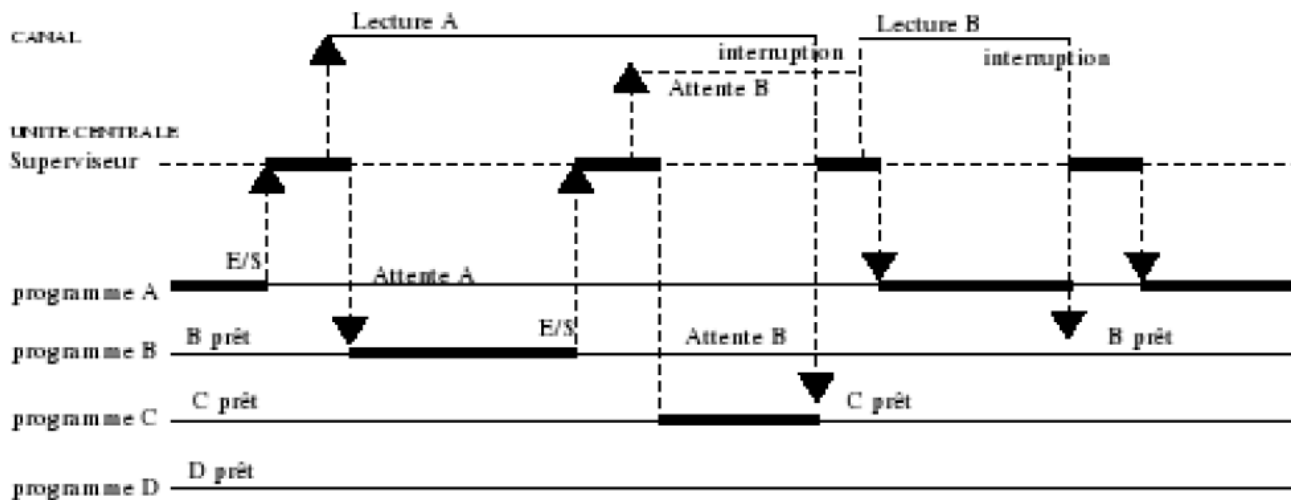 Lecture A
Lecture B
CANAL
interruption
interruption
Attente B
UNITE CENTRALE
Superviseur
E/S
Attente A
programme A
B prêt
E/S
Attente B
B prêt
programme B
C prêt
C prêt
programme C
D prêt
programme D